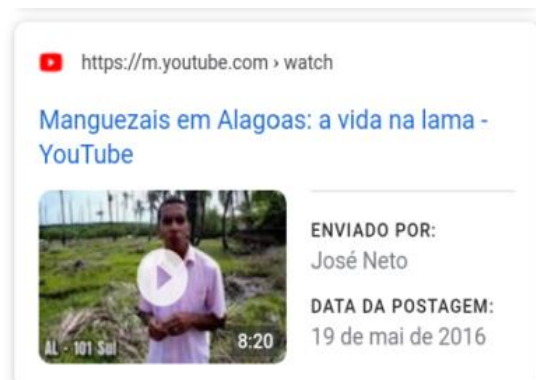 https://m.youtube.com › watch
Manguezais em Alagoas: a vida na lama -
YouTube
ENVIADO POR:
José Neto
DATA DA POSTAGEM:
19 de mai de 2016
AL - 101 Sul
8:20